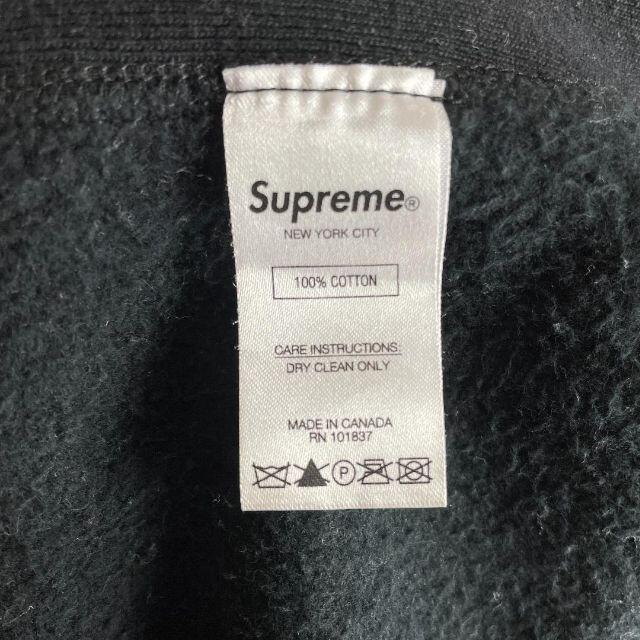 Supreme®
NEW YORK CITY
100% COTTON
CARE INSTRUCTIONS:
DRY CLEAN ONLY
MADE IN CANADA
RN 101837
P